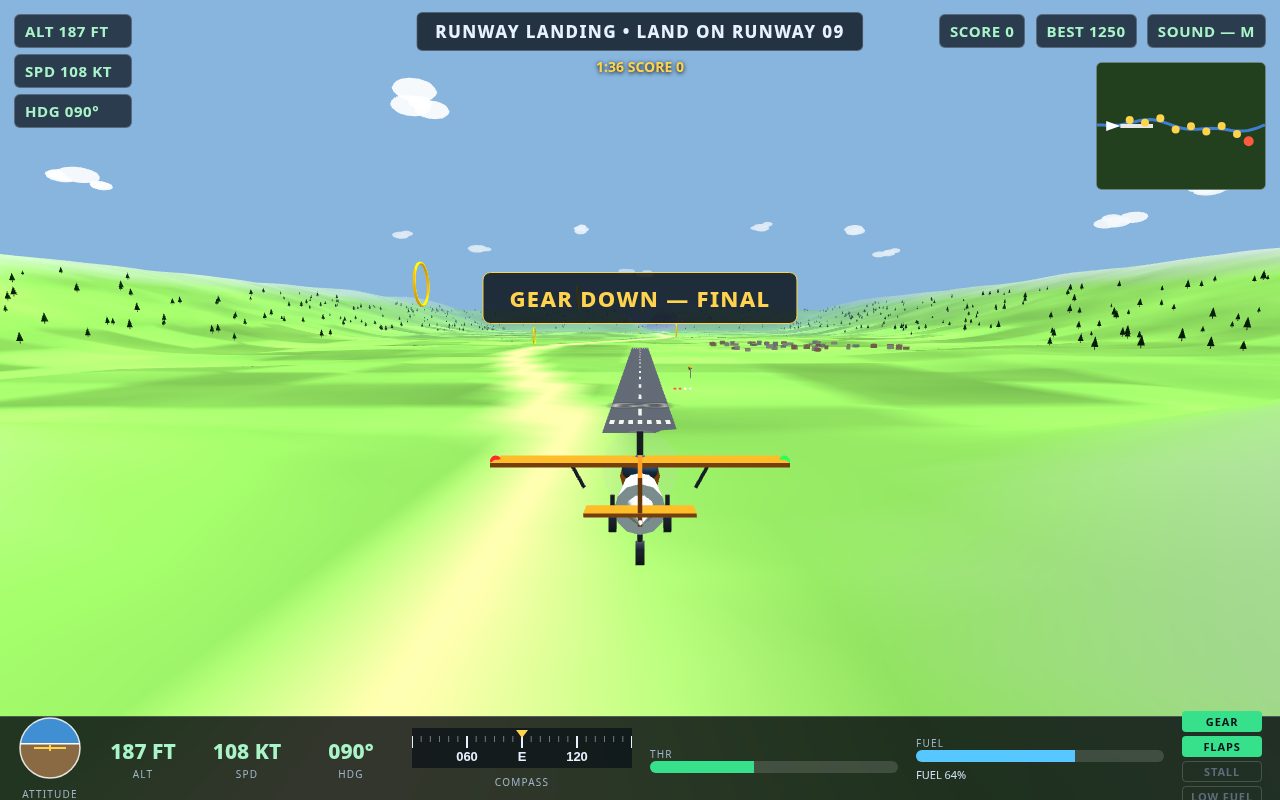 ALT 187 FT
SPD 108 KT
HDG 090°
RUNWAY LANDING • LAND ON RUNWAY 09
1:36 SCORE 0
SCORE 0
BEST 1250
SOUND — M
GEAR DOWN — FINAL
ATTITUDE
187 FT
ALT
108 KT
SPD
090°
HDG
060 E 120
COMPASS
THR
FUEL
FUEL 64%
GEAR
FLAPS
STALL
LOW FUEL